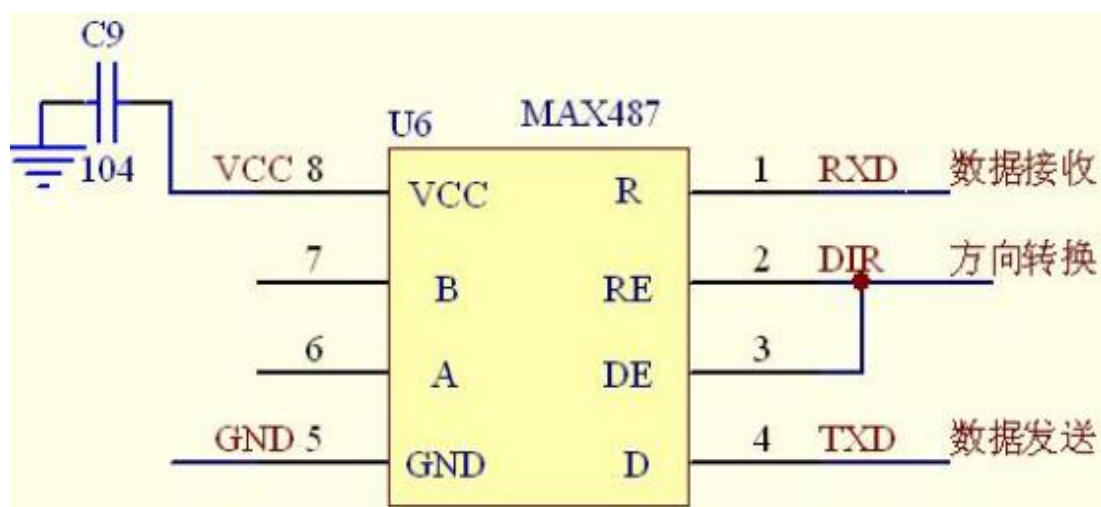 C9
104
U6 MAX487
VCC 8 VCC R 1 RXD 数据接收
7 B RE 2 DIR 方向转换
6 A DE 3
GND 5 GND D 4 TXD 数据发送